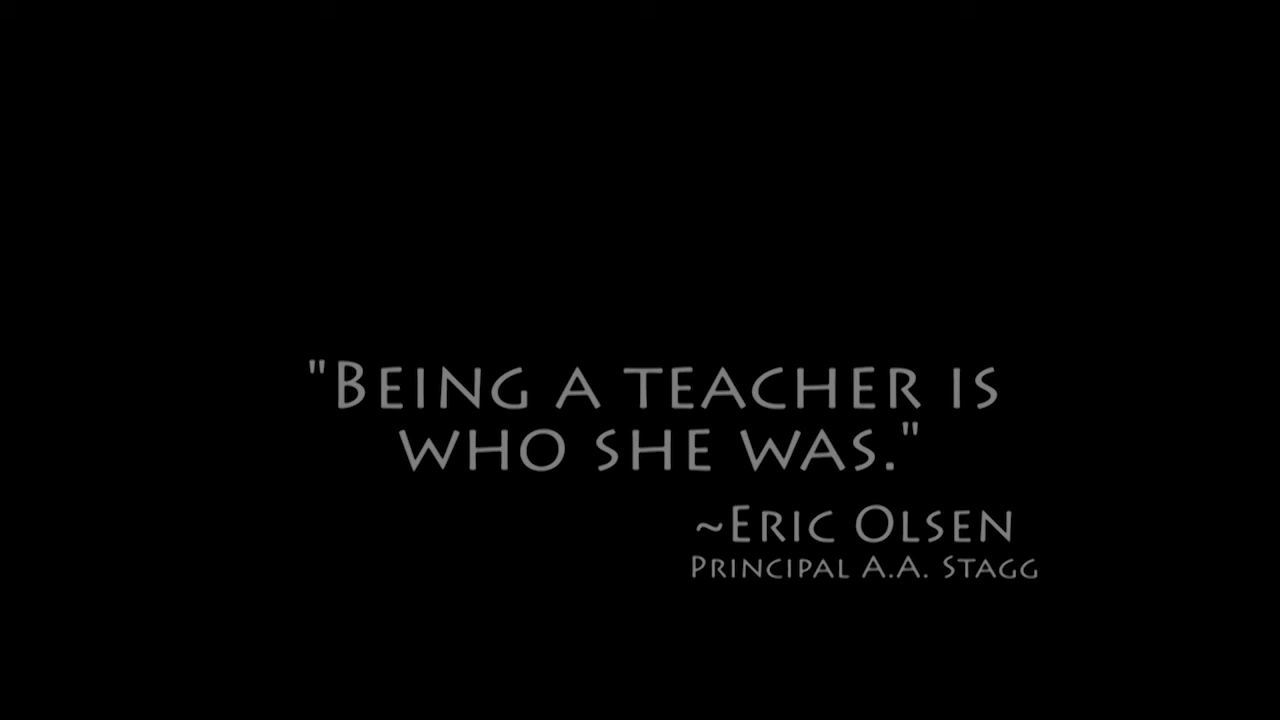 "Being a teacher is
who she was."
~Eric Olsen
Principal A.A. Stagg